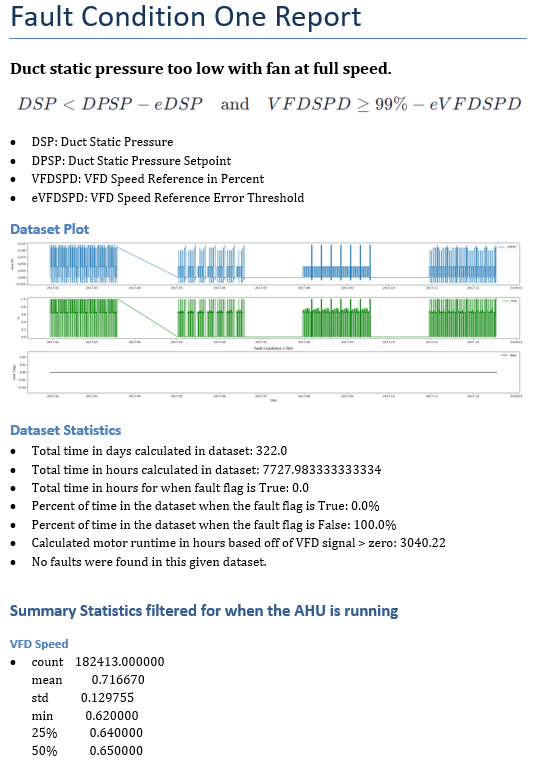 Fault Condition One Report
Duct static pressure too low with fan at full speed.
DSP < DPSP − eDSP and VFDSPD ≥ 99% − eVFDSPD
• DSP: Duct Static Pressure
• DPSP: Duct Static Pressure Setpoint
• VFDSPD: VFD Speed Reference in Percent
• eVFDSPD: VFD Speed Reference Error Threshold
Dataset Plot
Fault Conditions 1 Plot
Date
Dataset Statistics
• Total time in days calculated in dataset: 322.0
• Total time in hours calculated in dataset: 7727.983333333334
• Total time in hours for when fault flag is True: 0.0
• Percent of time in the dataset when the fault flag is True: 0.0%
• Percent of time in the dataset when the fault flag is False: 100.0%
• Calculated motor runtime in hours based off of VFD signal > zero: 3040.22
• No faults were found in this given dataset.
Summary Statistics filtered for when the AHU is running
VFD Speed
• count 182413.000000
mean 0.716670
std 0.129755
min 0.620000
25% 0.640000
50% 0.650000